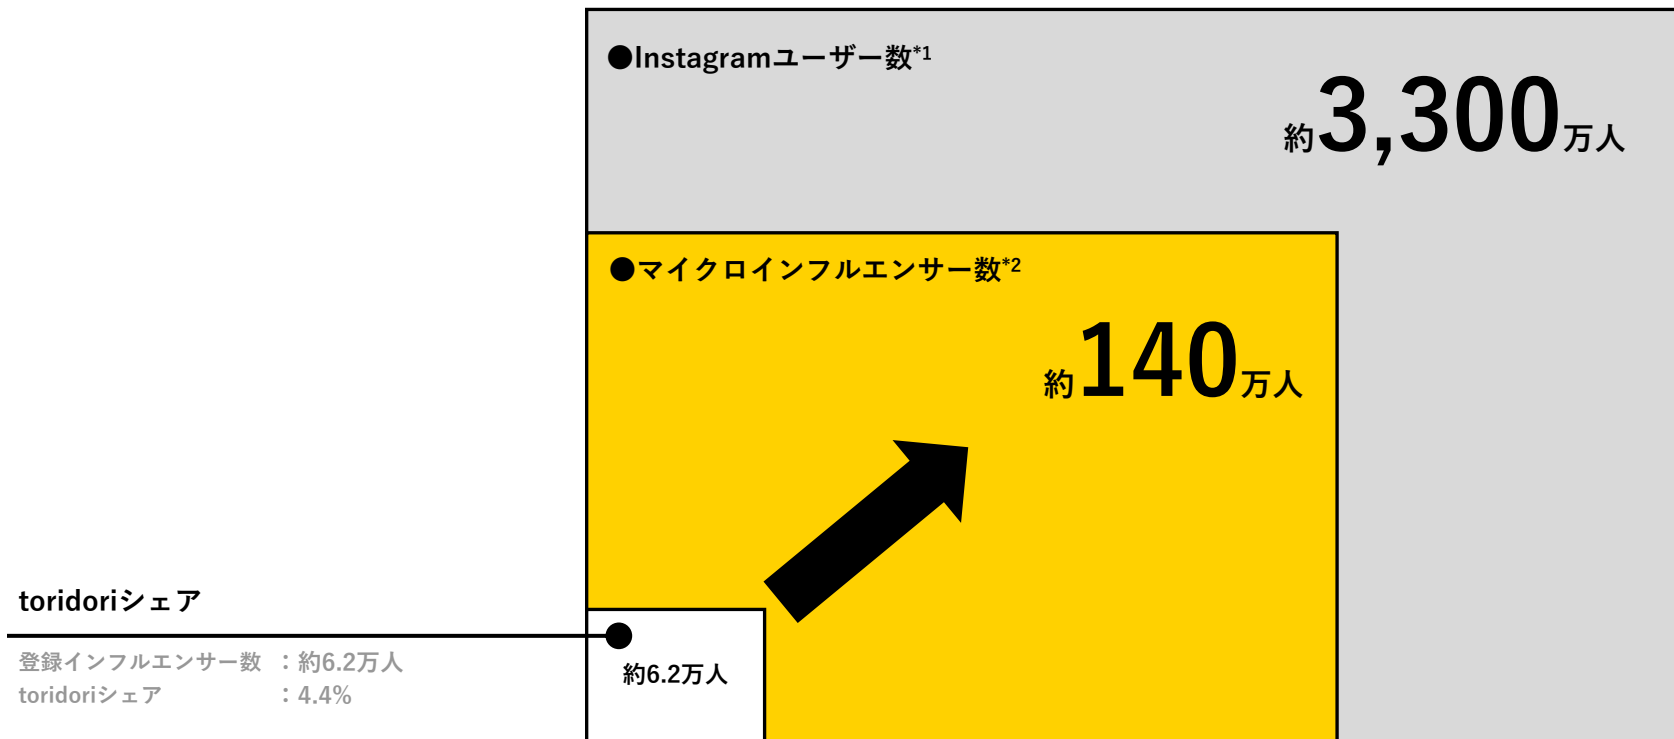 ●Instagramユーザー数*1
約3,300万人
●マイクロインフルエンサー数*2
約140万人
toridoriシェア
登録インフルエンサー数 ：約6.2万人
toridoriシェア ：4.4%
約6.2万人